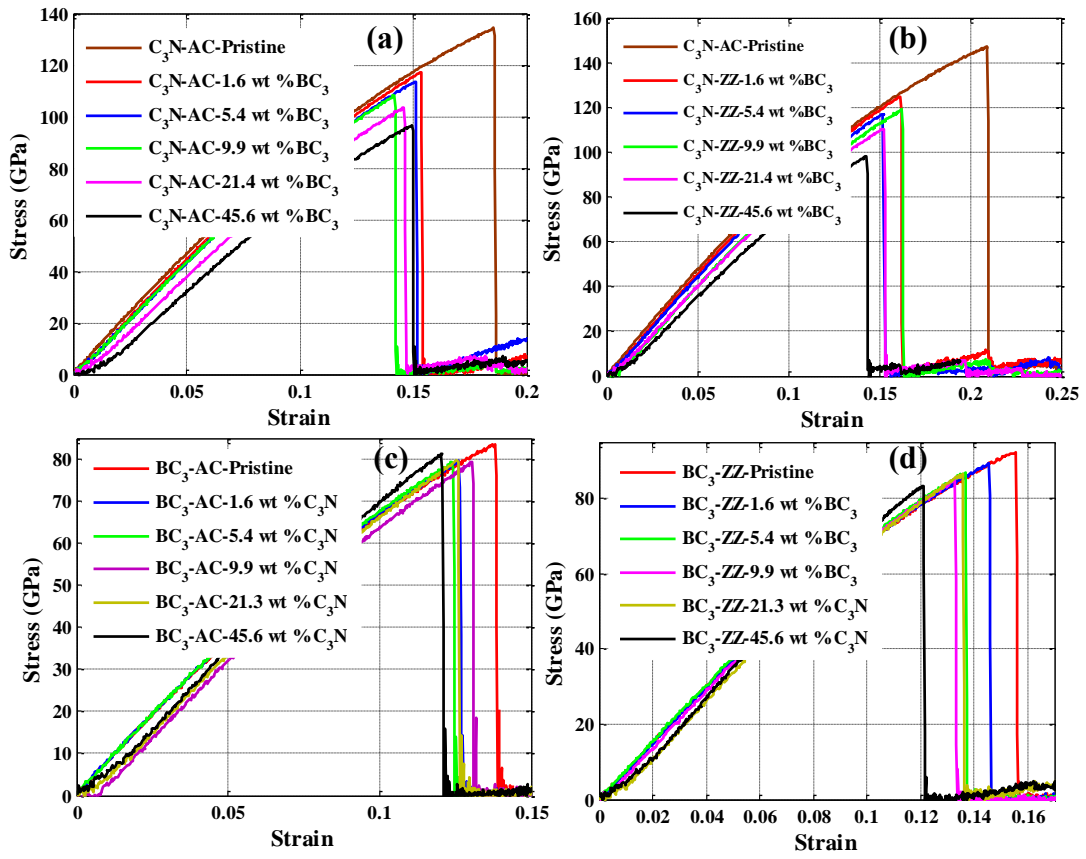 (a)
Stress (GPa)
140
120
100
80
60
40
20
0
C₃N-AC-Pristine
C₃N-AC-1.6 wt %BC₃
C₃N-AC-5.4 wt %BC₃
C₃N-AC-9.9 wt %BC₃
C₃N-AC-21.4 wt %BC₃
C₃N-AC-45.6 wt %BC₃
0 0.05 0.1 0.15 0.2
Strain
(b)
Stress (GPa)
160
140
120
100
80
60
40
20
0
C₃N-AC-Pristine
C₃N-ZZ-1.6 wt %BC₃
C₃N-ZZ-5.4 wt %BC₃
C₃N-ZZ-9.9 wt %BC₃
C₃N-ZZ-21.4 wt %BC₃
C₃N-ZZ-45.6 wt %BC₃
0 0.05 0.1 0.15 0.2 0.25
Strain
(c)
Stress (GPa)
80
70
60
50
40
30
20
10
0
BC₃-AC-Pristine
BC₃-AC-1.6 wt %C₃N
BC₃-AC-5.4 wt %C₃N
BC₃-AC-9.9 wt %C₃N
BC₃-AC-21.3 wt %C₃N
BC₃-AC-45.6 wt %C₃N
0 0.05 0.1 0.15
Strain
(d)
Stress (GPa)
80
60
40
20
0
BC₃-ZZ-Pristine
BC₃-ZZ-1.6 wt %BC₃
BC₃-ZZ-5.4 wt %BC₃
BC₃-ZZ-9.9 wt %BC₃
BC₃-ZZ-21.3 wt %C₃N
BC₃-ZZ-45.6 wt %C₃N
0 0.02 0.04 0.06 0.08 0.1 0.12 0.14 0.16
Strain